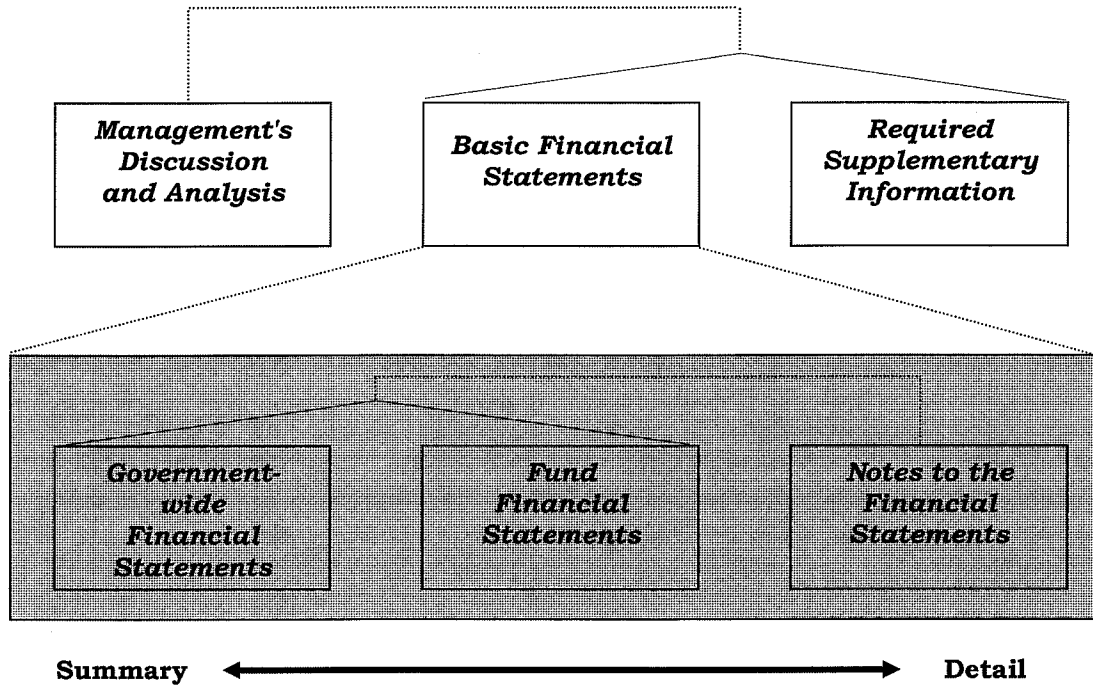 Management's
Discussion
and Analysis
Basic Financial
Statements
Required
Supplementary
Information
Government-
wide
Financial
Statements
Fund
Financial
Statements
Notes to the
Financial
Statements
Summary
Detail